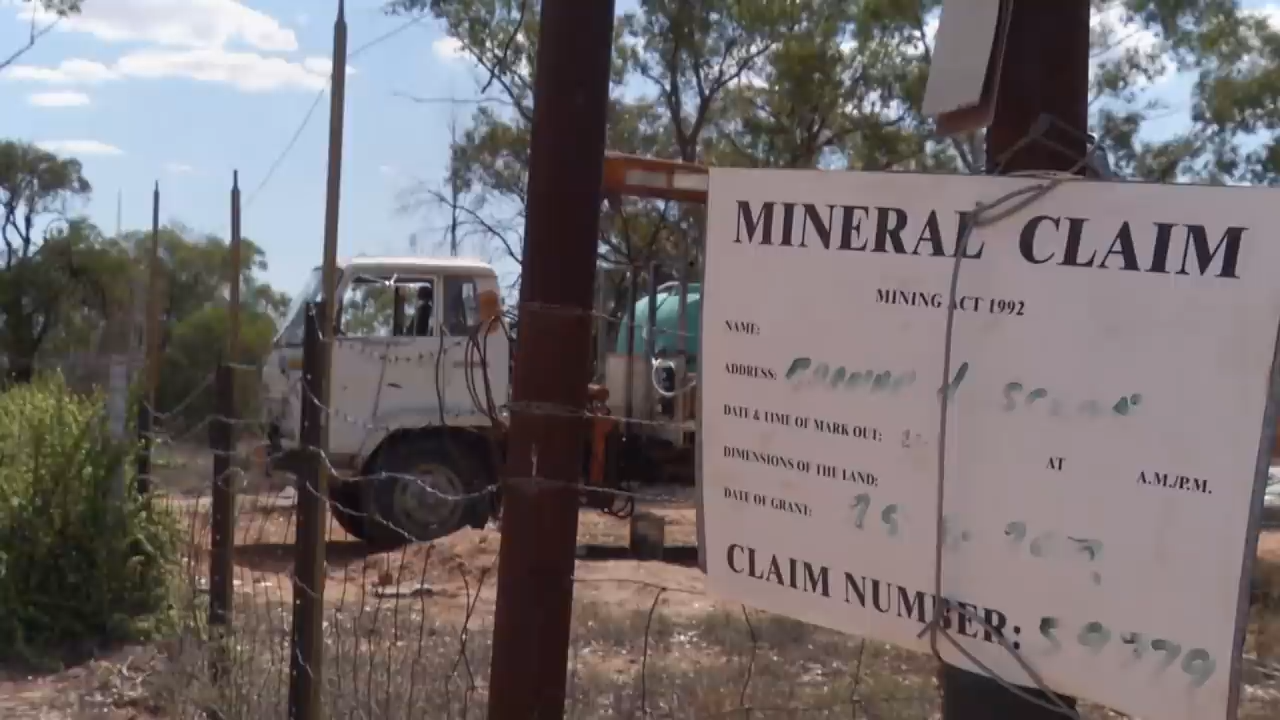 MINERAL CLAIM
MINING ACT 1992
NAME:
ADDRESS:
DATE & TIME OF MARK OUT:
AT A.M./P.M.
DIMENSIONS OF THE LAND:
DATE OF GRANT:
CLAIM NUMBER: 59379